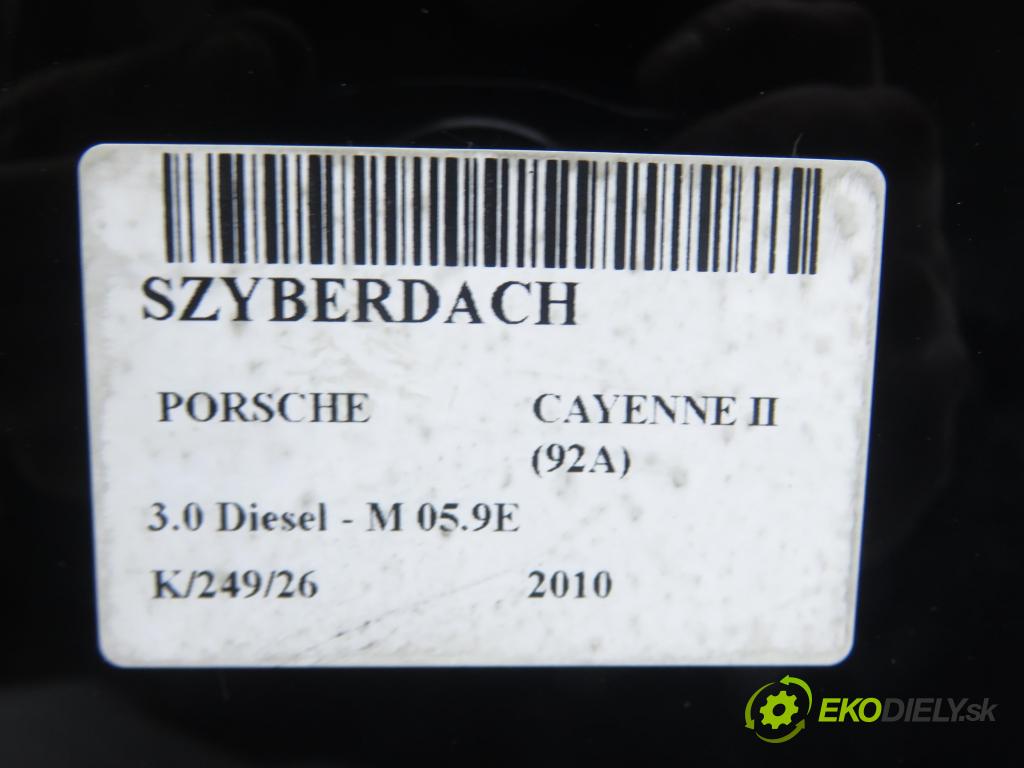 SZYBERDACH
PORSCHE CAYENNE II
(92A)
3.0 Diesel - M 05.9E
K/249/26 2010
EKODIELY.sk